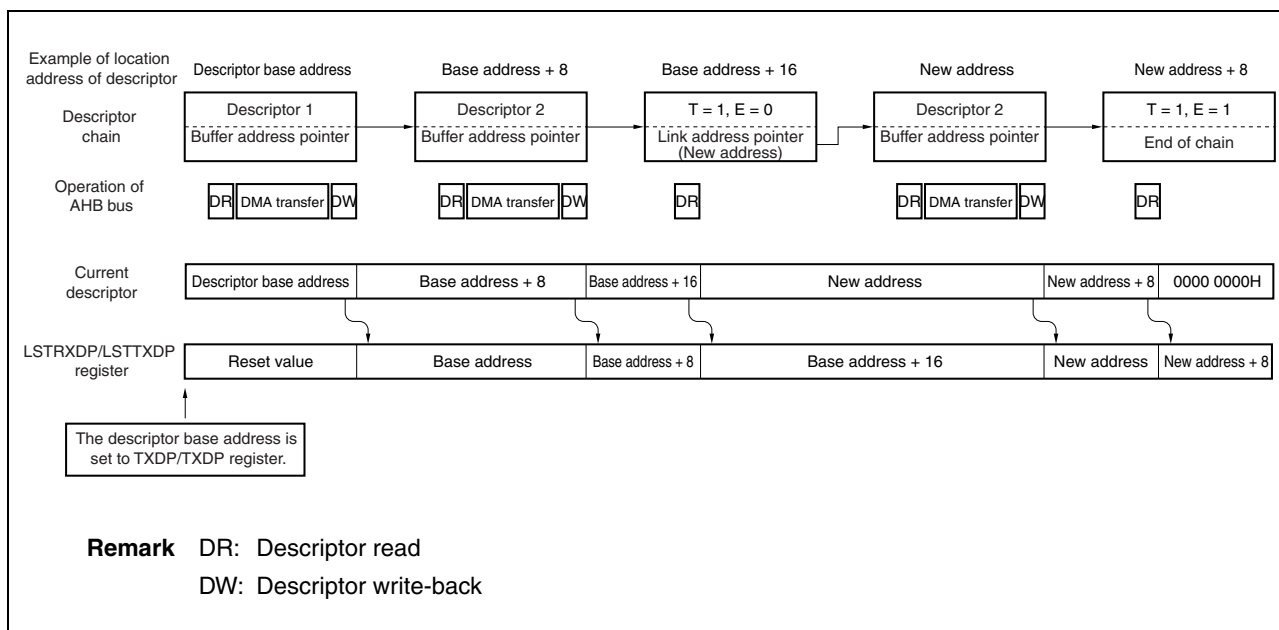 Example of location
address of descriptor
Descriptor base address
Base address + 8
Base address + 16
New address
New address + 8
Descriptor
chain
Descriptor 1
Buffer address pointer
Descriptor 2
Buffer address pointer
T = 1, E = 0
Link address pointer
(New address)
Descriptor 2
Buffer address pointer
T = 1, E = 1
End of chain
Operation of
AHB bus
DR
DMA transfer
DW
DR
DMA transfer
DW
DR
DR
DMA transfer
DW
DR
Current
descriptor
Descriptor base address
Base address + 8
Base address + 16
New address
New address + 8
0000 0000H
LSTRXDP/LSTTXDP
register
Reset value
Base address
Base address + 8
Base address + 16
New address
New address + 8
The descriptor base address is
set to TXDP/TXDP register.
Remark DR: Descriptor read
DW: Descriptor write-back